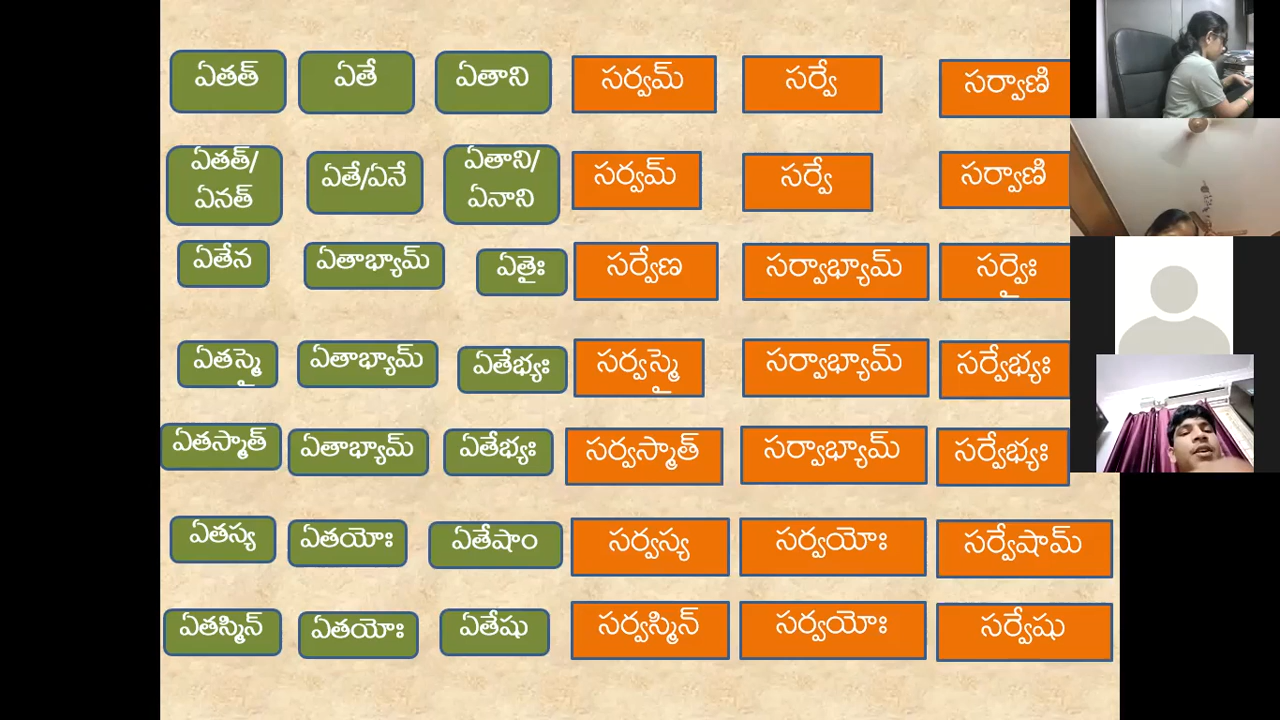 ఏతత్ ఏతే ఏతాని సర్వమ్ సర్వే సర్వాణి
ఏతత్/ ఏతే/ఏనే ఏతాని/ సర్వమ్ సర్వే సర్వాణి
ఏనత్ ఏనాని
ఏతేన ఏతాభ్యామ్ ఏతైః సర్వేణ సర్వాభ్యామ్ సర్వైః
ఏతస్మై ఏతాభ్యామ్ ఏతేభ్యః సర్వస్మై సర్వాభ్యామ్ సర్వేభ్యః
ఏతస్మాత్ ఏతాభ్యామ్ ఏతేభ్యః సర్వస్మాత్ సర్వాభ్యామ్ సర్వేభ్యః
ఏతస్య ఏతయోః ఏతేషాం సర్వస్య సర్వయోః సర్వేషామ్
ఏతస్మిన్ ఏతయోః ఏతేషు సర్వస్మిన్ సర్వయోః సర్వేషు